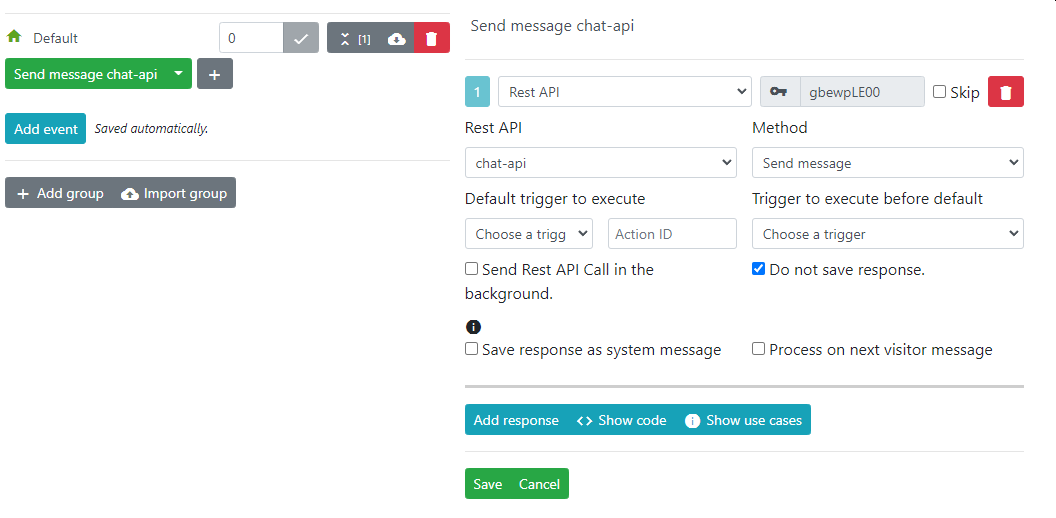 Default
0
[1]
Send message chat-api
Add event
Saved automatically.
Add group
Import group
Send message chat-api
1
Rest API
gbewpLE00
Skip
Rest API
Method
chat-api
Send message
Default trigger to execute
Trigger to execute before default
Choose a trigg
Action ID
Choose a trigger
Send Rest API Call in the
background.
Do not save response.
Save response as system message
Process on next visitor message
Add response
Show code
Show use cases
Save
Cancel